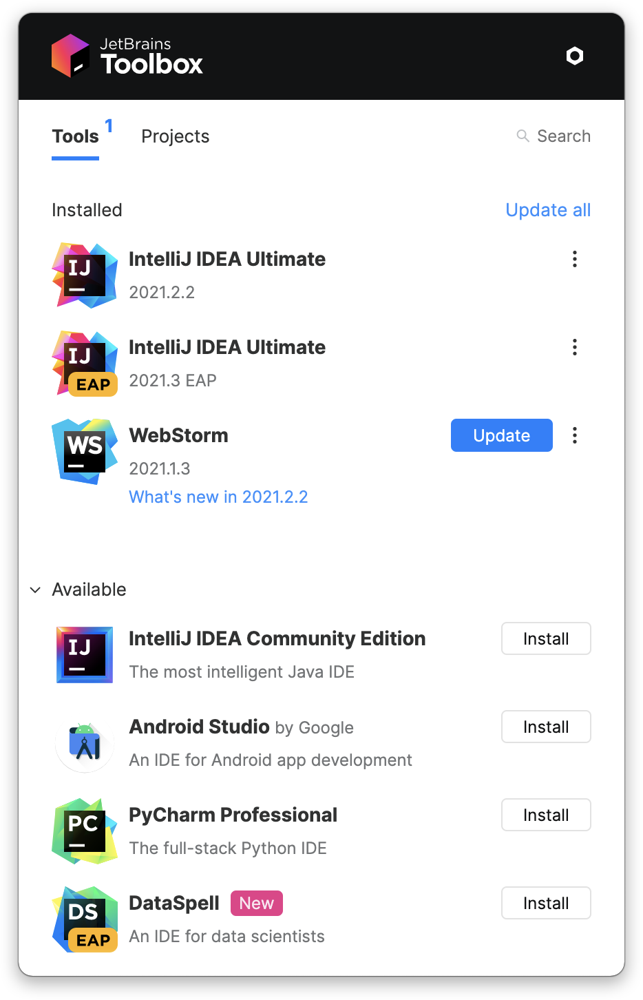 JetBrains
Toolbox
Tools 1
Projects
Search
Installed
Update all
IJ
IntelliJ IDEA Ultimate
2021.2.2
IJ
EAP
IntelliJ IDEA Ultimate
2021.3 EAP
WS
WebStorm
Update
2021.1.3
What's new in 2021.2.2
Available
IJ
IntelliJ IDEA Community Edition
Install
The most intelligent Java IDE
Android Studio by Google
Install
An IDE for Android app development
PC
PyCharm Professional
Install
The full-stack Python IDE
DS
EAP
DataSpell New
Install
An IDE for data scientists